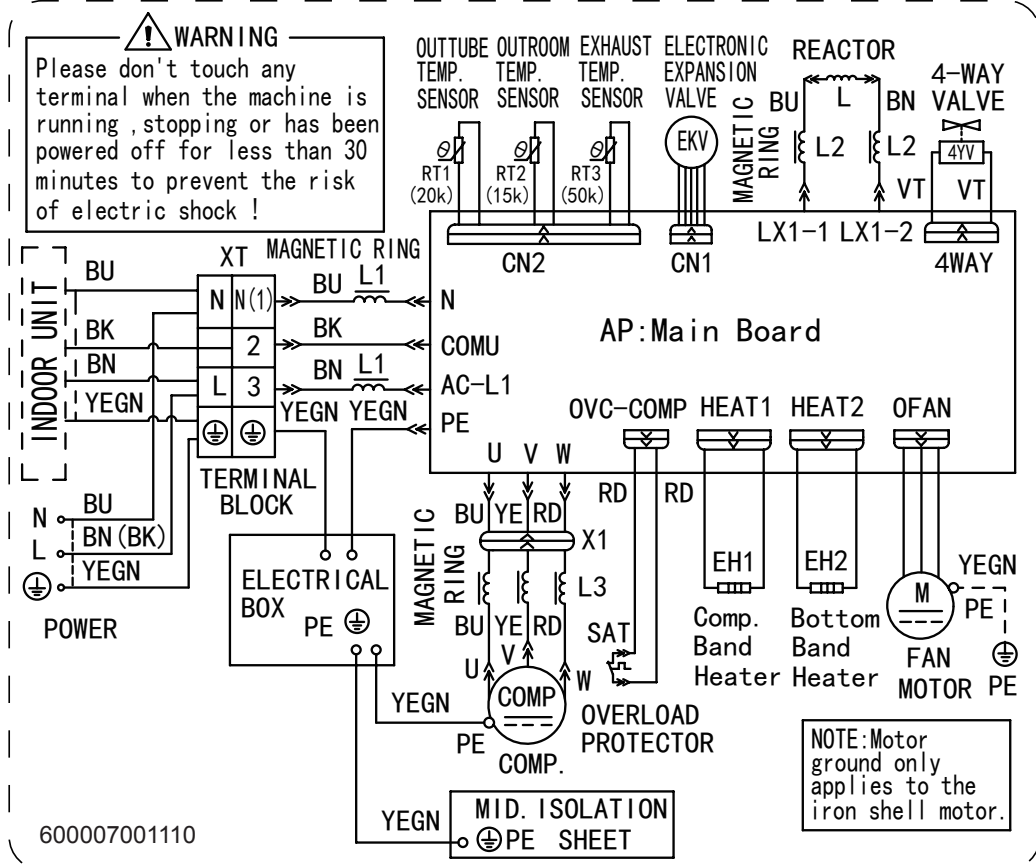 WARNING
Please don't touch any
terminal when the machine is
running ,stopping or has been
powered off for less than 30
minutes to prevent the risk
of electric shock !
OUTTUBE OUTROOM EXHAUST ELECTRONIC
TEMP. TEMP. TEMP. EXPANSION
SENSOR SENSOR SENSOR VALVE
REACTOR
4-WAY
VALVE
MAGNETIC
RING
BU L BN
L2 L2
EKV
4YV
θ θ θ
RT1 RT2 RT3
(20k) (15k) (50k)
VT VT
CN2 CN1 LX1-1 LX1-2 4WAY
INDOOR UNIT
BU
BK
BN
YEGN
XT
MAGNETIC RING
N N(1) BU L1 N
2 BK COMU
L 3 BN L1 AC-L1
YEGN YEGN PE
AP:Main Board
TERMINAL
BLOCK
OVC-COMP HEAT1 HEAT2 OFAN
U V W
RD RD
N BU
L BN(BK)
YEGN
POWER
ELECTRICAL
BOX
PE
MAGNETIC
RING
BU YE RD
X1
L3
BU YE RD
U V W
COMP
PE
COMP.
YEGN
SAT
OVERLOAD
PROTECTOR
EH1 EH2
Comp.
Band
Heater
Bottom
Band
Heater
M
FAN
MOTOR
YEGN
PE
PE
NOTE:Motor
ground only
applies to the
iron shell motor.
YEGN
MID. ISOLATION
PE SHEET
600007001110